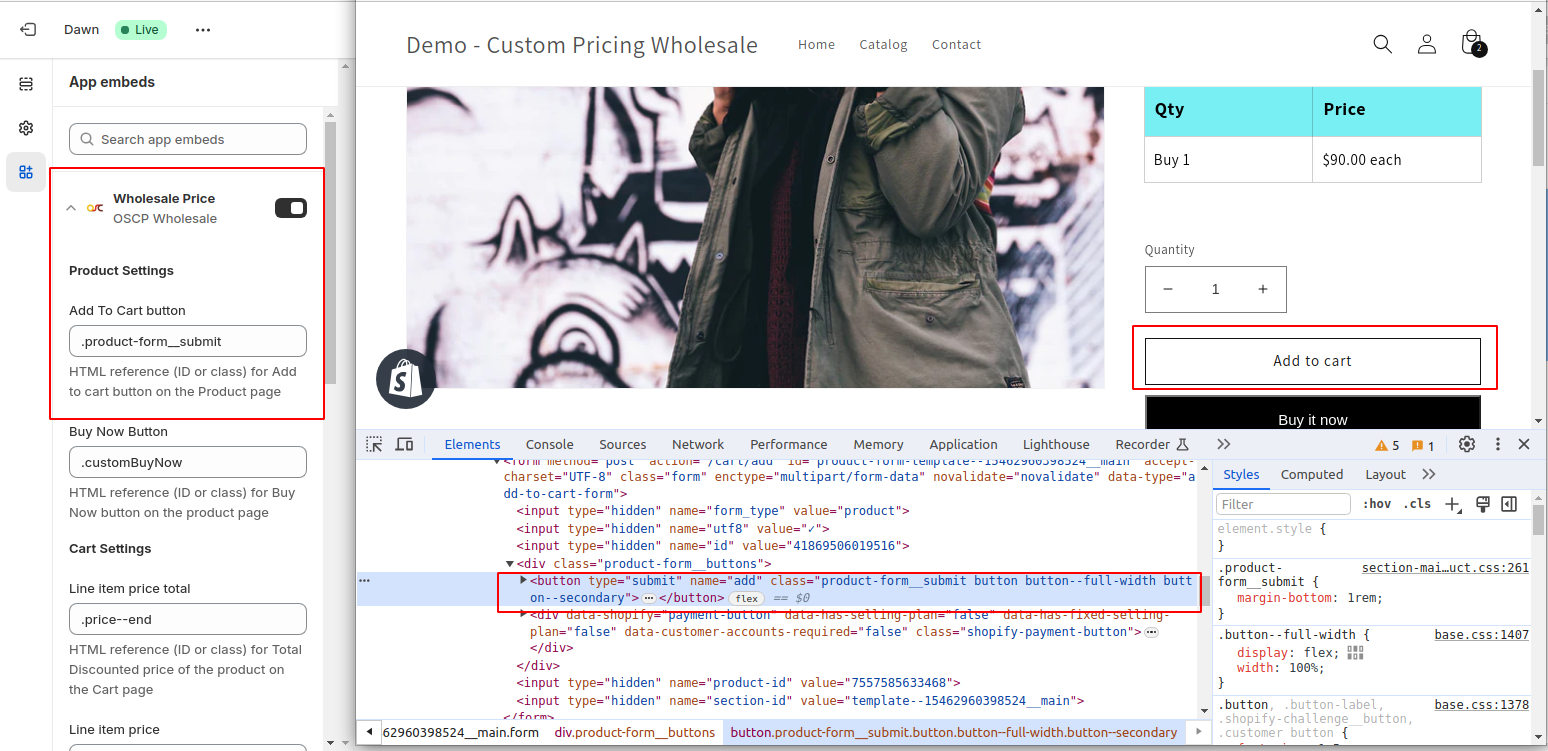 Dawn
Live
App embeds
Search app embeds
Wholesale Price
OSCP Wholesale
Product Settings
Add To Cart button
.product-form__submit
HTML reference (ID or class) for Add
to cart button on the Product page
Buy Now Button
.customBuyNow
HTML reference (ID or class) for Buy
Now button on the product page
Cart Settings
Line item price total
.price--end
HTML reference (ID or class) for Total
Discounted price of the product on
the Cart page
Line item price
Demo - Custom Pricing Wholesale
Home Catalog Contact
2
Qty Price
Buy 1 $90.00 each
Quantity
− 1 +
Add to cart
Buy it now
Elements Console Sources Network Performance Memory Application Lighthouse Recorder
5 1
<form method="post" action="/cart/add" id="product-form-template--15462960398524__main" accept-
charset="UTF-8" class="form" enctype="multipart/form-data" novalidate="novalidate" data-type="a
dd-to-cart-form">
<input type="hidden" name="form_type" value="product">
<input type="hidden" name="utf8" value="✓">
<input type="hidden" name="id" value="41869506019516">
<div class="product-form__buttons">
<button type="submit" name="add" class="product-form__submit button button--full-width butt
on--secondary">…</button> flex == $0
<div data-shopify="payment-button" data-has-selling-plan="false" data-has-fixed-selling-
plan="false" data-customer-accounts-required="false" class="shopify-payment-button">…
</div>
</div>
<input type="hidden" name="product-id" value="7557585633468">
<input type="hidden" name="section-id" value="template--15462960398524__main">
</form>
62960398524__main.form div.product-form__buttons button.product-form__submit.button.button--full-width.button--secondary
Styles Computed Layout
Filter :hov .cls
element.style {
}
.product- section-mai…uct.css:261
form__submit {
margin-bottom: 1rem;
}
.button--full-width { base.css:1407
display: flex;
width: 100%;
}
.button, .button-label, base.css:1378
.shopify-challenge__button,
.customer button {